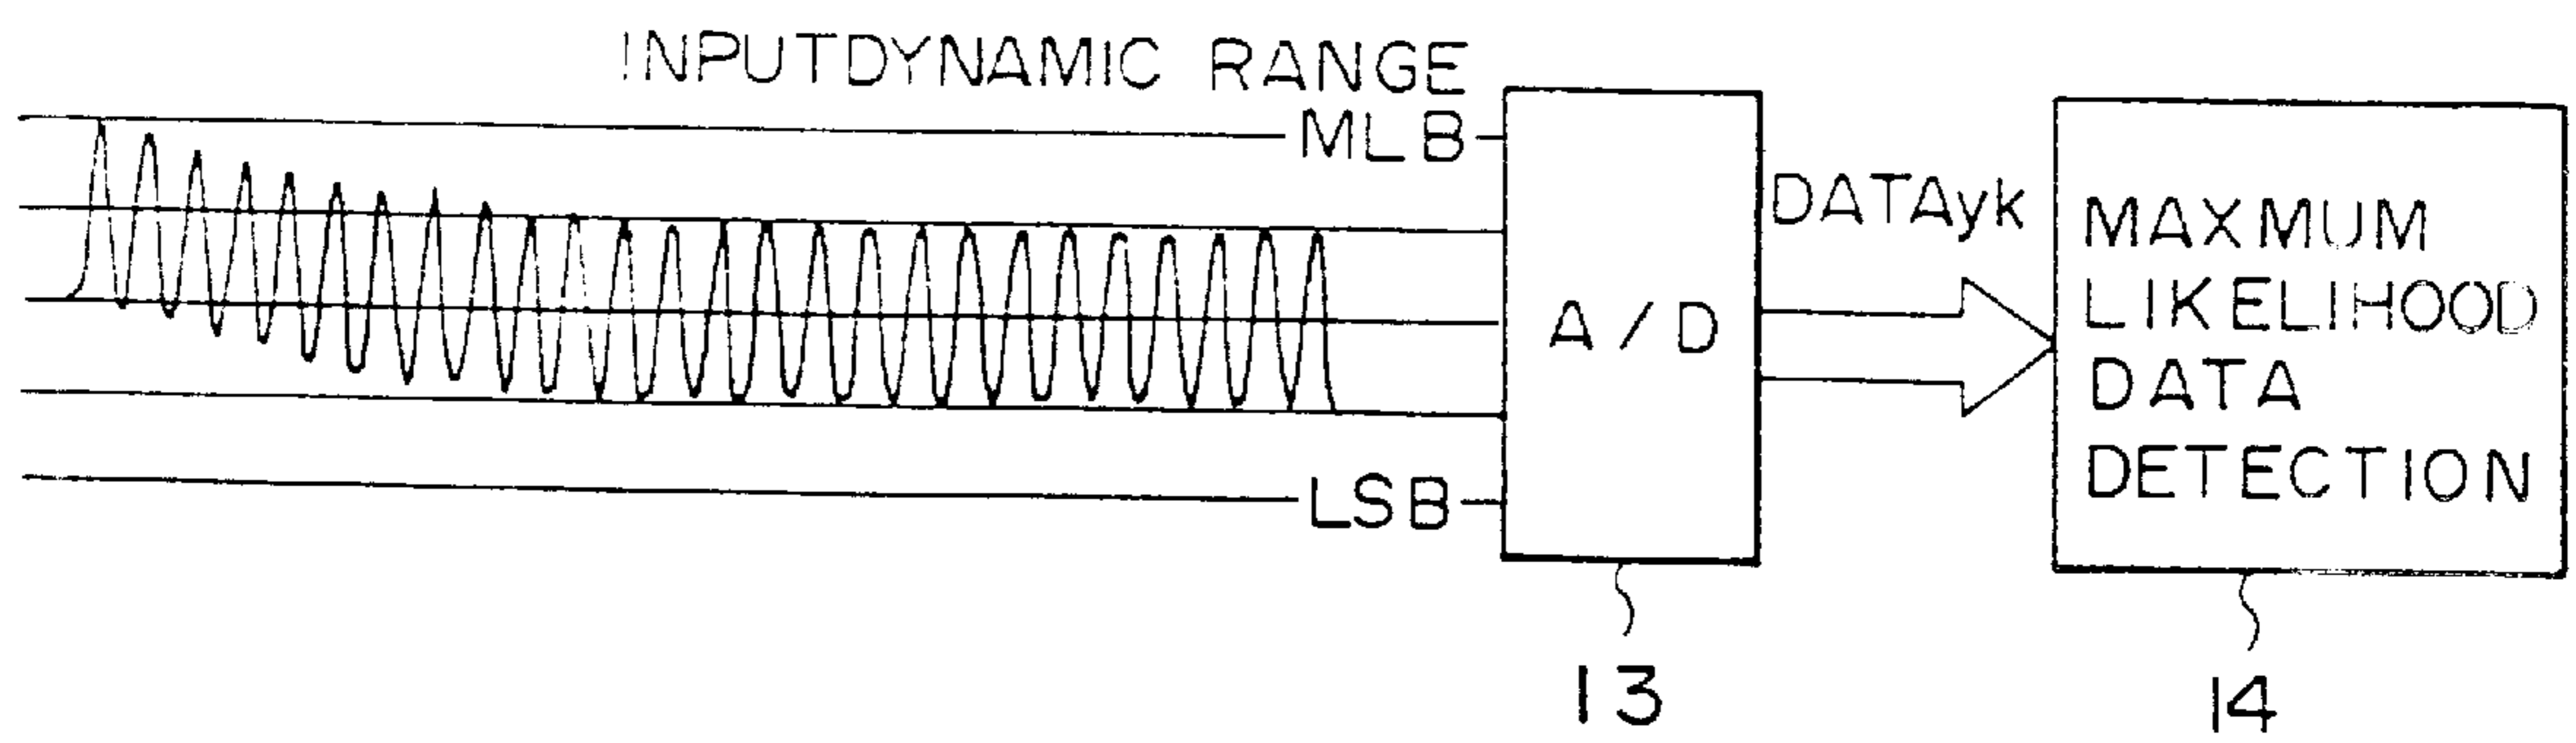 INPUTDYNAMIC RANGE
MLB
DATAyk
MAXMUM
LIKELIHOOD
DATA
DETECTION
A/D
LSB
13
14